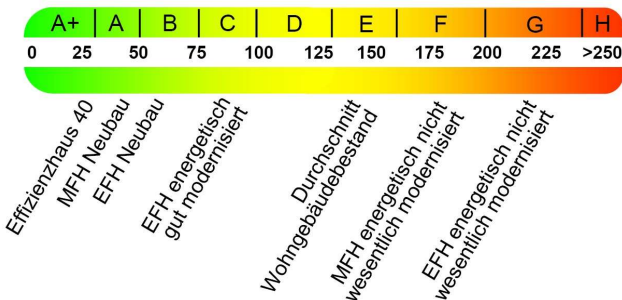 A+ A B C D E F G H
0 25 50 75 100 125 150 175 200 225 >250
Effizienzhaus 40
MFH Neubau
EFH Neubau
EFH energetisch
gut modernisiert
Durchschnitt
Wohngebäudebestand
MFH energetisch nicht
wesentlich modernisiert
EFH energetisch nicht
wesentlich modernisiert